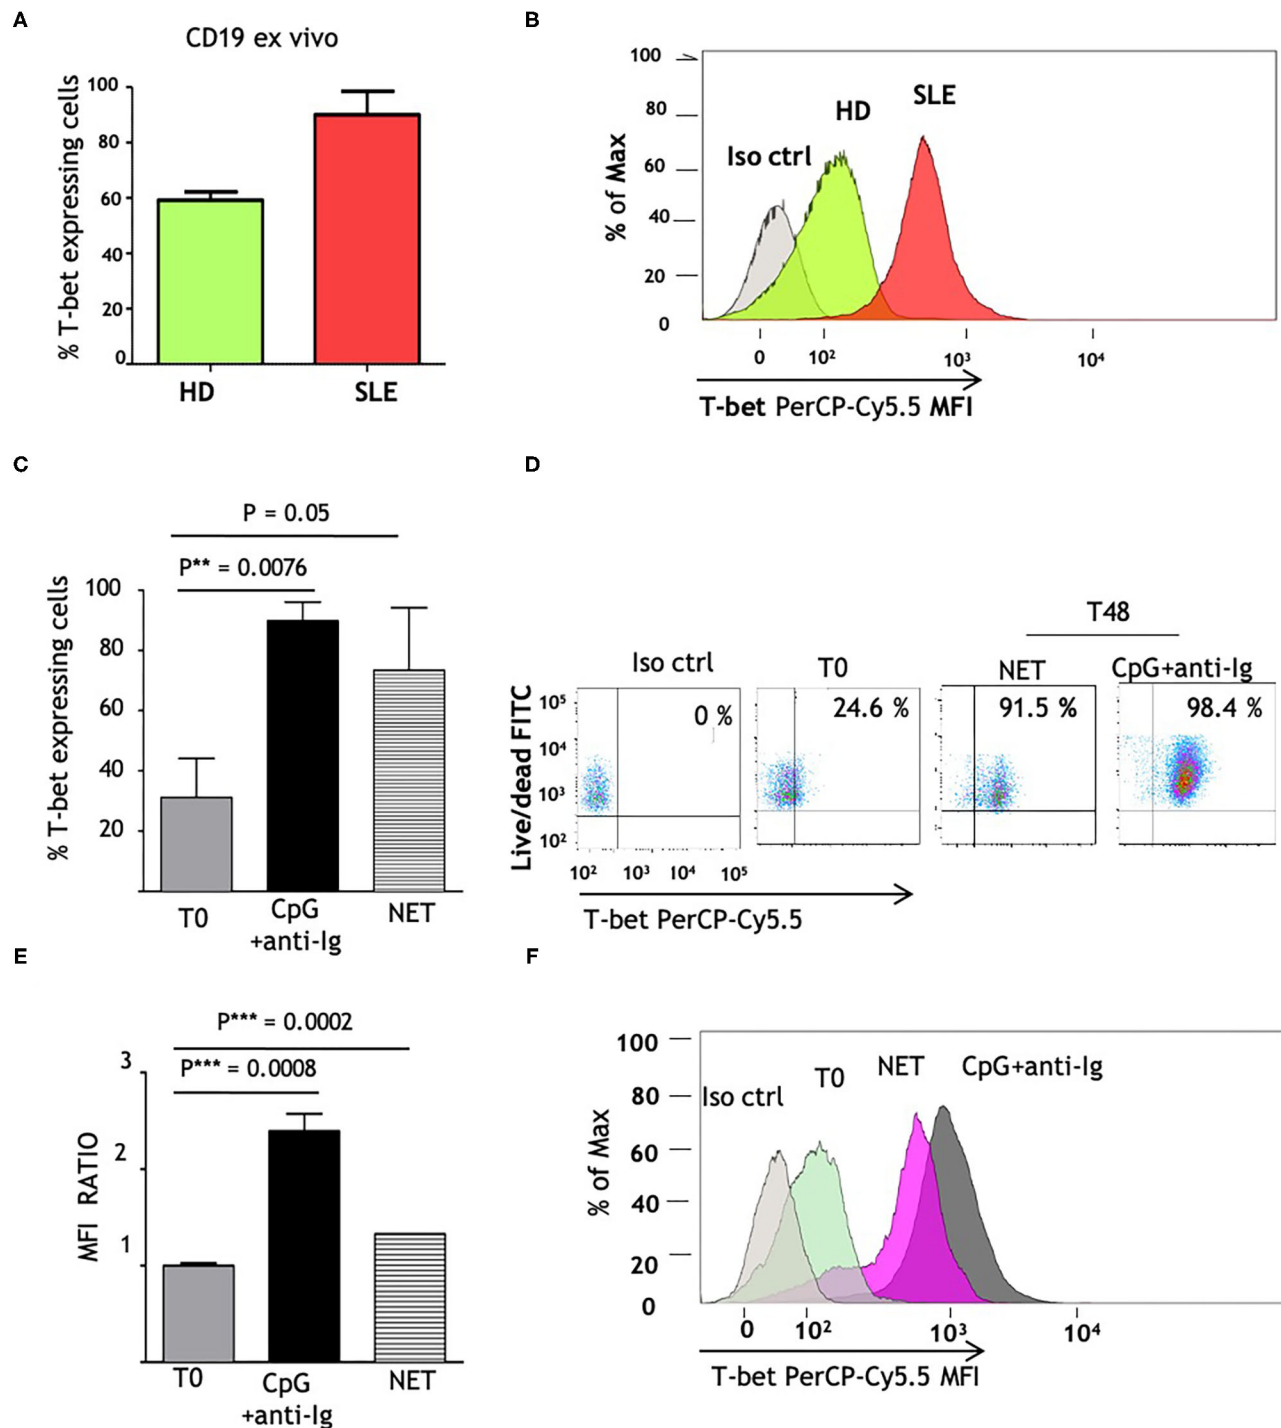 A
CD19 ex vivo
% T-bet expressing cells
100
80
60
40
20
0
HD
SLE
B
% of Max
100
80
60
40
20
0
Iso ctrl
HD
SLE
0
10²
10³
10⁴
T-bet PerCP-Cy5.5 MFI
C
P = 0.05
P** = 0.0076
% T-bet expressing cells
100
80
60
40
20
T0
CpG
+anti-Ig
NET
D
T48
Iso ctrl
T0
NET
CpG+anti-Ig
0 %
24.6 %
91.5 %
98.4 %
Live/dead FITC
10⁵
10⁴
10³
10²
10²
10³
10⁴
10⁵
T-bet PerCP-Cy5.5
E
P*** = 0.0002
P*** = 0.0008
MFI RATIO
3
2
1
T0
CpG
+anti-Ig
NET
F
% of Max
100
80
60
40
20
0
Iso ctrl
T0
NET
CpG+anti-Ig
0
10²
10³
10⁴
T-bet PerCP-Cy5.5 MFI